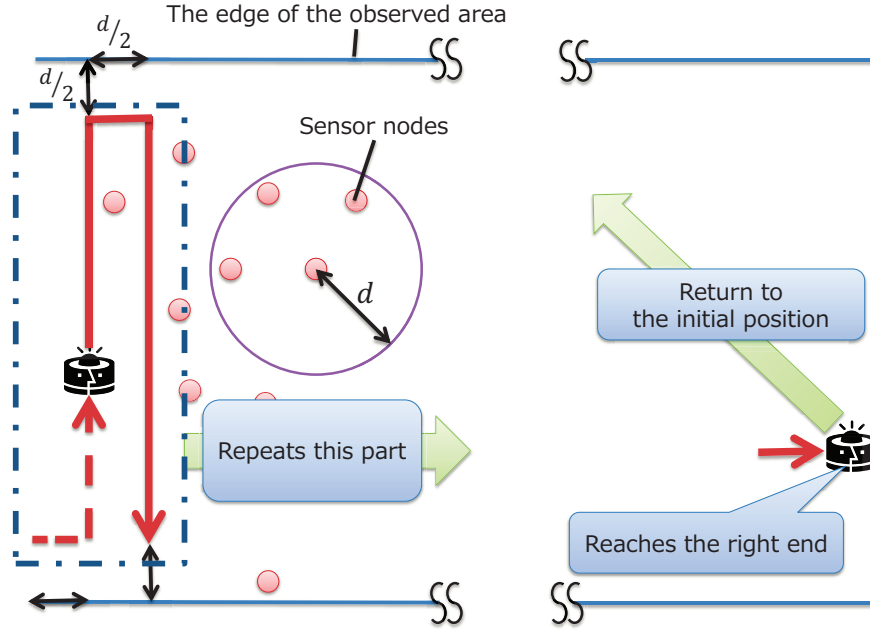 The edge of the observed area
d/2
d/2
Sensor nodes
d
Return to
the initial position
Repeats this part
Reaches the right end